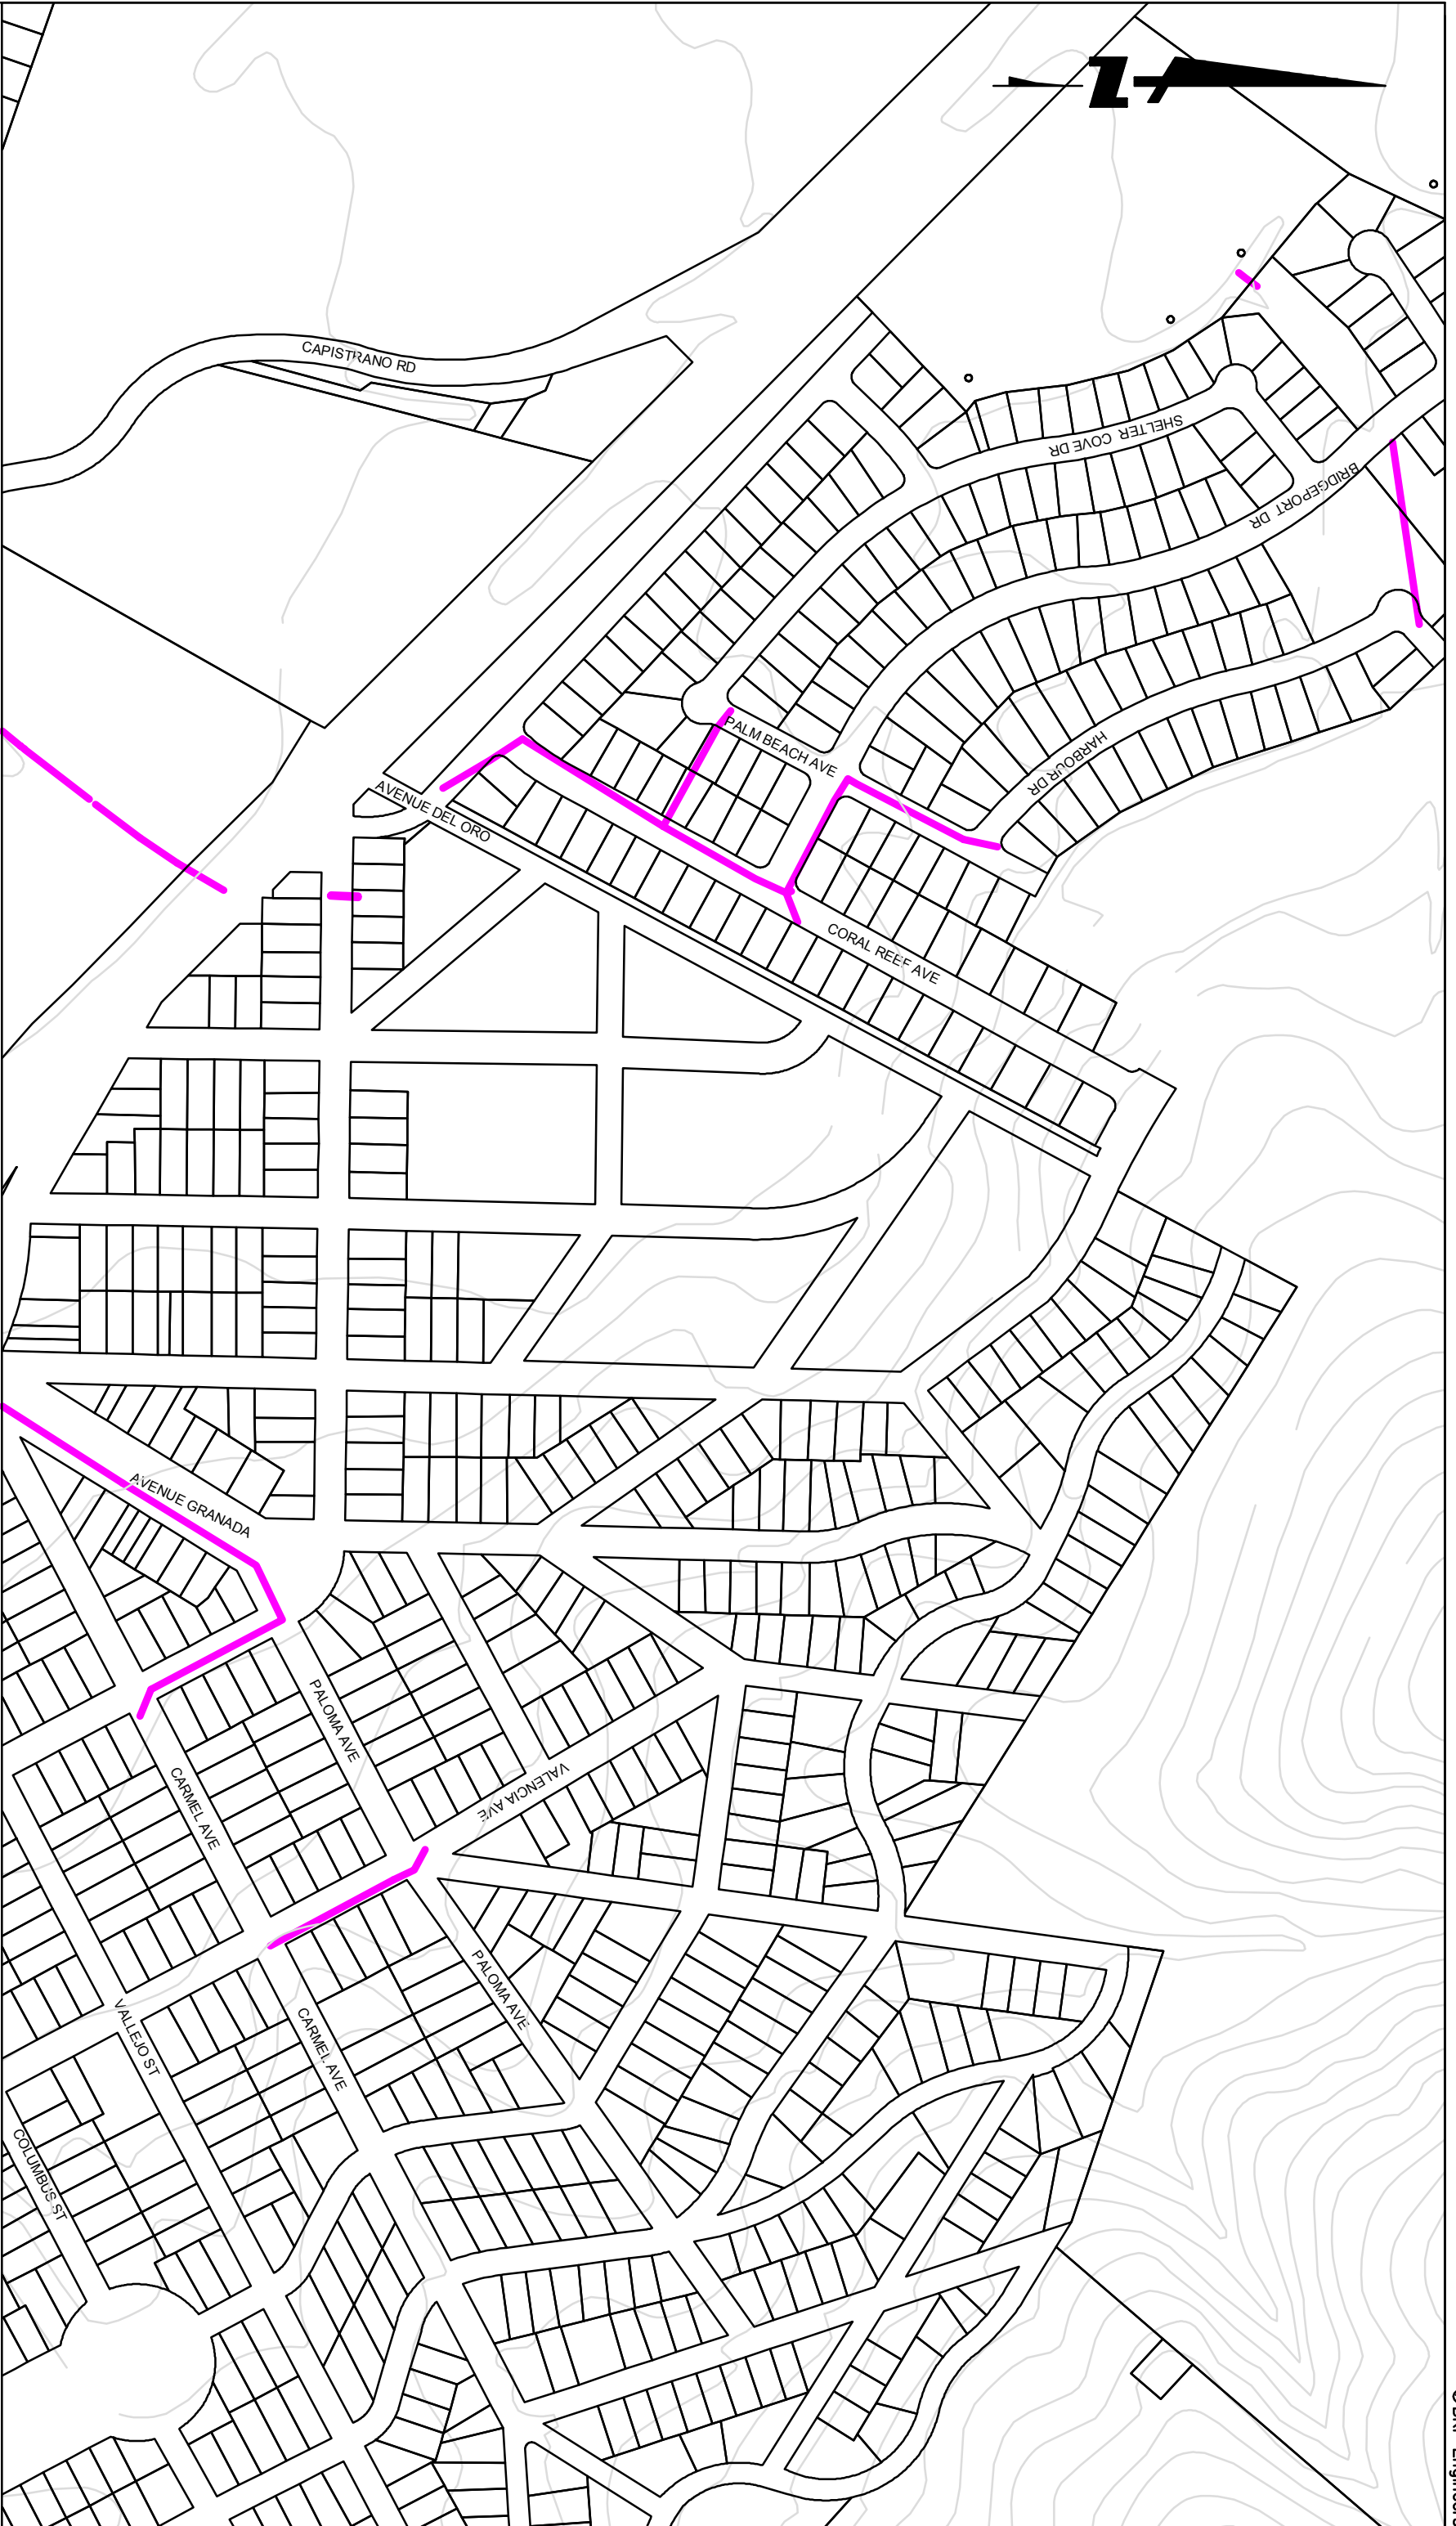 CAPISTRANO RD
SHELTER COVE DR
BRIDGEPORT DR
PALM BEACH AVE
HARBOUR DR
AVENUE DEL ORO
CORAL REEF AVE
AVENUE GRANADA
PALOMA AVE
CARMEL AVE
VALENCIA AVE
PALOMA AVE
VALLEJO ST
CARMEL AVE
COLUMBUS ST